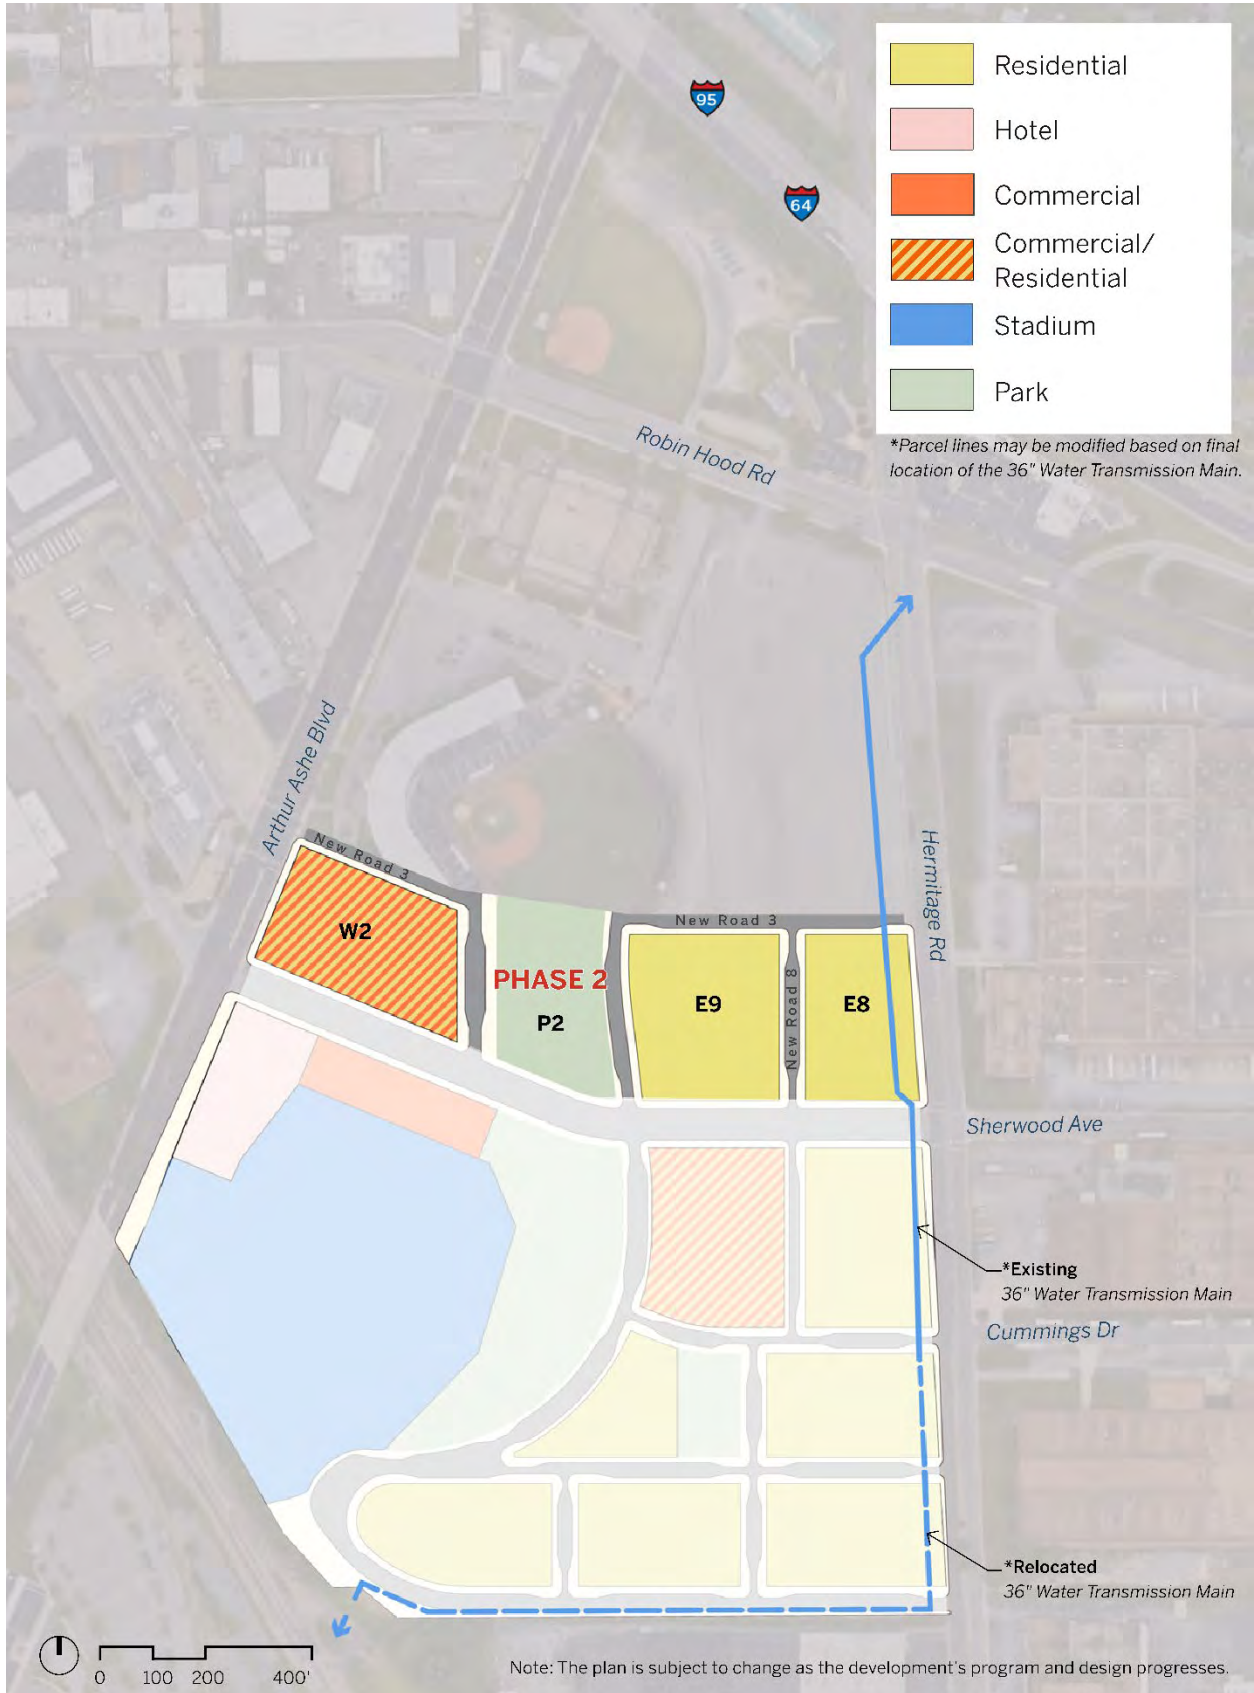 95
64
Residential
Hotel
Commercial
Commercial/
Residential
Stadium
Park
*Parcel lines may be modified based on final
location of the 36" Water Transmission Main.
Robin Hood Rd
Arthur Ashe Blvd
Hermitage Rd
New Road 3
New Road 3
W2
PHASE 2
P2
E9
New Road 8
E8
Sherwood Ave
*Existing
36" Water Transmission Main
Cummings Dr
*Relocated
36" Water Transmission Main
0 100 200 400'
Note: The plan is subject to change as the development's program and design progresses.